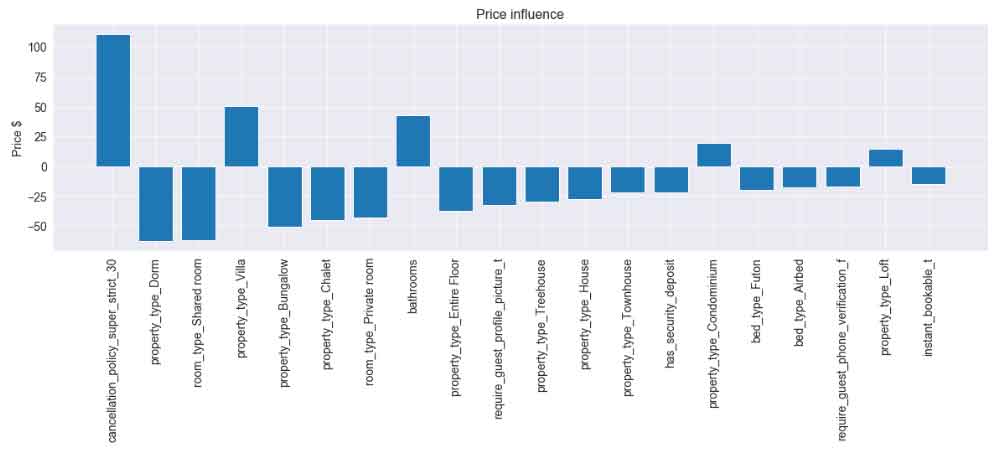 Price influence
Price $
100
75
50
25
0
−25
−50
cancellation_policy_super_strict_30
property_type_Dorm
room_type_Shared room
property_type_Villa
property_type_Bungalow
property_type_Chalet
room_type_Private room
bathrooms
property_type_Entire Floor
require_guest_profile_picture_t
property_type_Treehouse
property_type_House
property_type_Townhouse
has_security_deposit
property_type_Condominium
bed_type_Futon
bed_type_Airbed
require_guest_phone_verification_f
property_type_Loft
instant_bookable_t